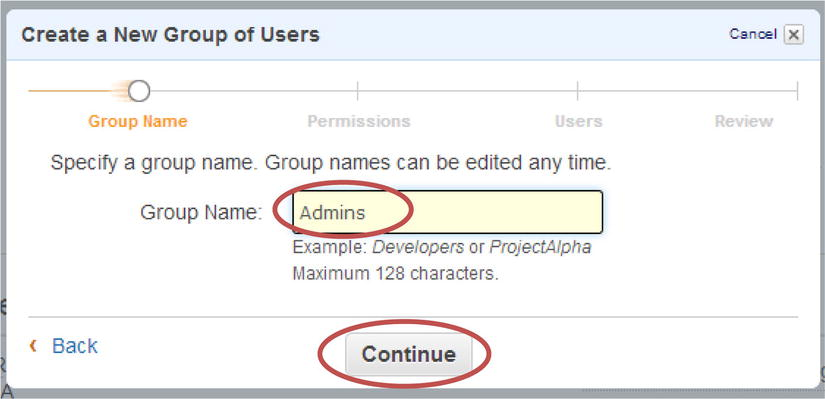 Create a New Group of Users
Cancel
Group Name Permissions Users Review
Specify a group name. Group names can be edited any time.
Group Name: Admins
Example: Developers or ProjectAlpha
Maximum 128 characters.
Back
Continue